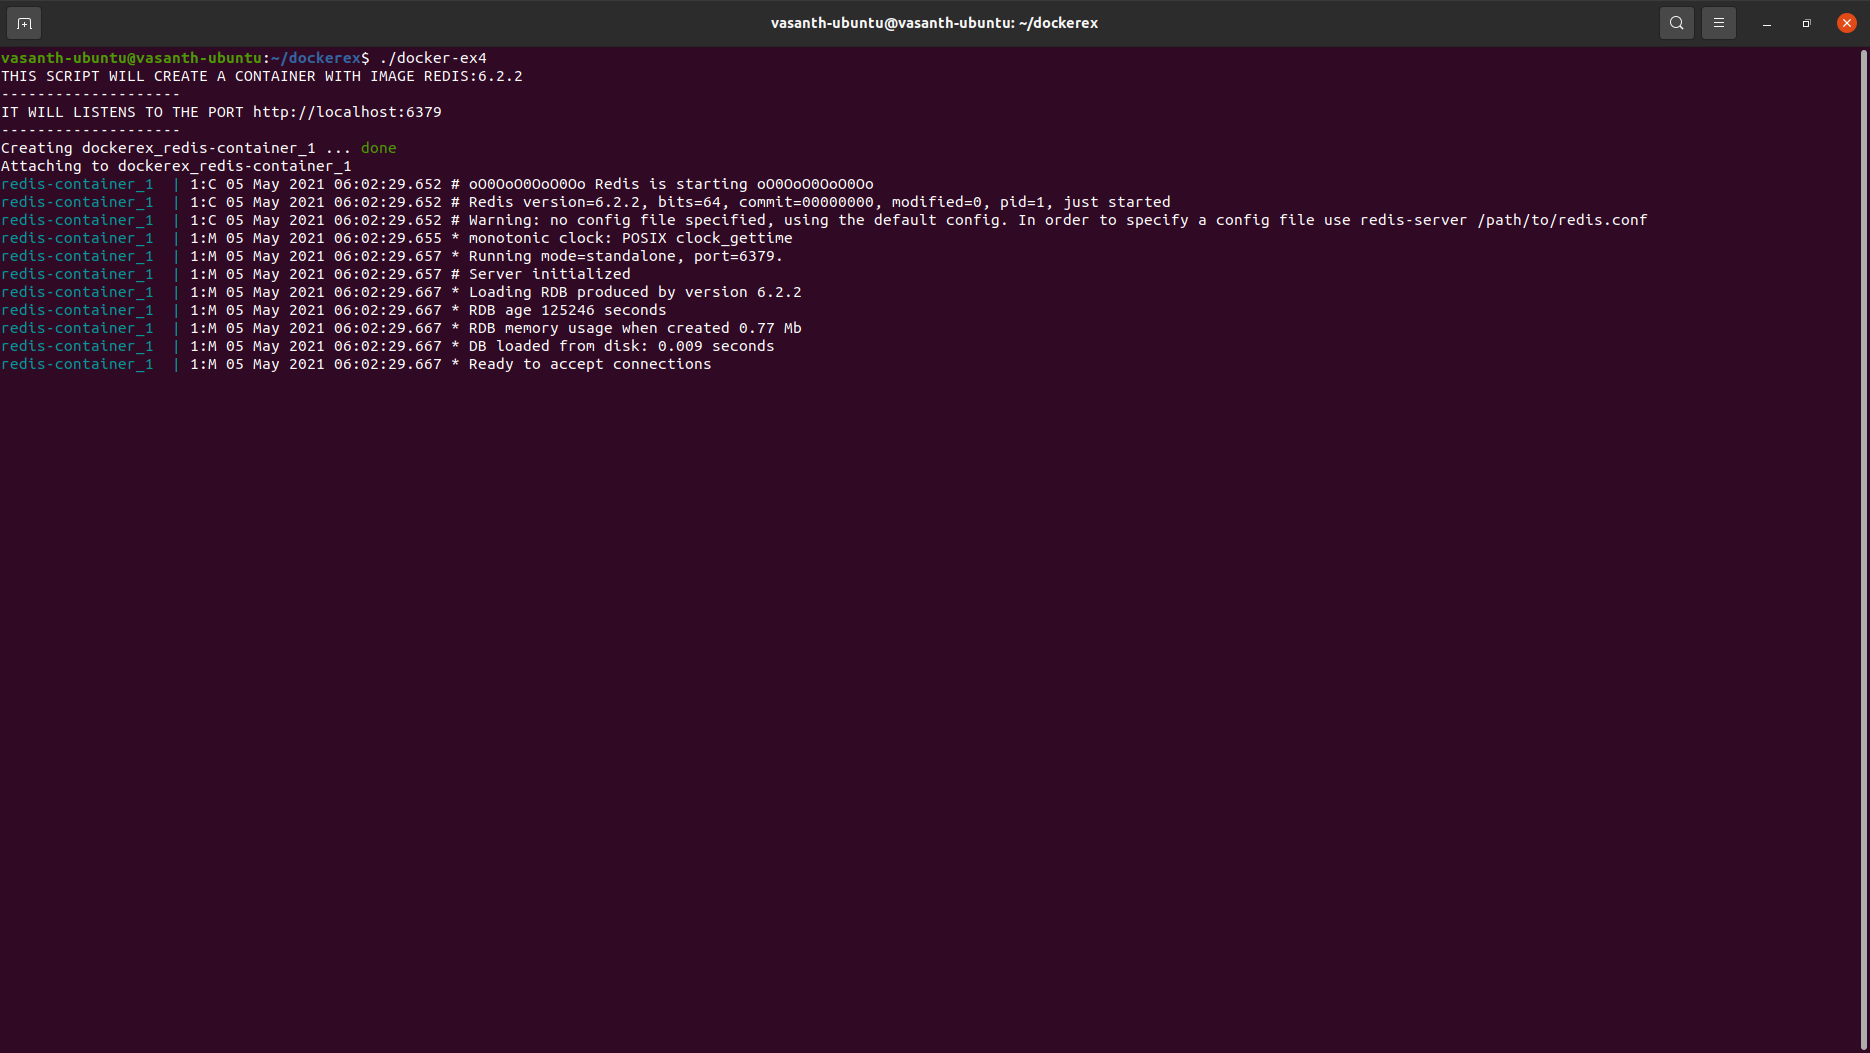 vasanth-ubuntu@vasanth-ubuntu: ~/dockerex
vasanth-ubuntu@vasanth-ubuntu:~/dockerex$ ./docker-ex4
THIS SCRIPT WILL CREATE A CONTAINER WITH IMAGE REDIS:6.2.2
--------------------
IT WILL LISTENS TO THE PORT http://localhost:6379
--------------------
Creating dockerex_redis-container_1 ... done
Attaching to dockerex_redis-container_1
redis-container_1  | 1:C 05 May 2021 06:02:29.652 # oO0OoO0OoO0Oo Redis is starting oO0OoO0OoO0Oo
redis-container_1  | 1:C 05 May 2021 06:02:29.652 # Redis version=6.2.2, bits=64, commit=00000000, modified=0, pid=1, just started
redis-container_1  | 1:C 05 May 2021 06:02:29.652 # Warning: no config file specified, using the default config. In order to specify a config file use redis-server /path/to/redis.conf
redis-container_1  | 1:M 05 May 2021 06:02:29.655 * monotonic clock: POSIX clock_gettime
redis-container_1  | 1:M 05 May 2021 06:02:29.657 * Running mode=standalone, port=6379.
redis-container_1  | 1:M 05 May 2021 06:02:29.657 # Server initialized
redis-container_1  | 1:M 05 May 2021 06:02:29.667 * Loading RDB produced by version 6.2.2
redis-container_1  | 1:M 05 May 2021 06:02:29.667 * RDB age 125246 seconds
redis-container_1  | 1:M 05 May 2021 06:02:29.667 * RDB memory usage when created 0.77 Mb
redis-container_1  | 1:M 05 May 2021 06:02:29.667 * DB loaded from disk: 0.009 seconds
redis-container_1  | 1:M 05 May 2021 06:02:29.667 * Ready to accept connections